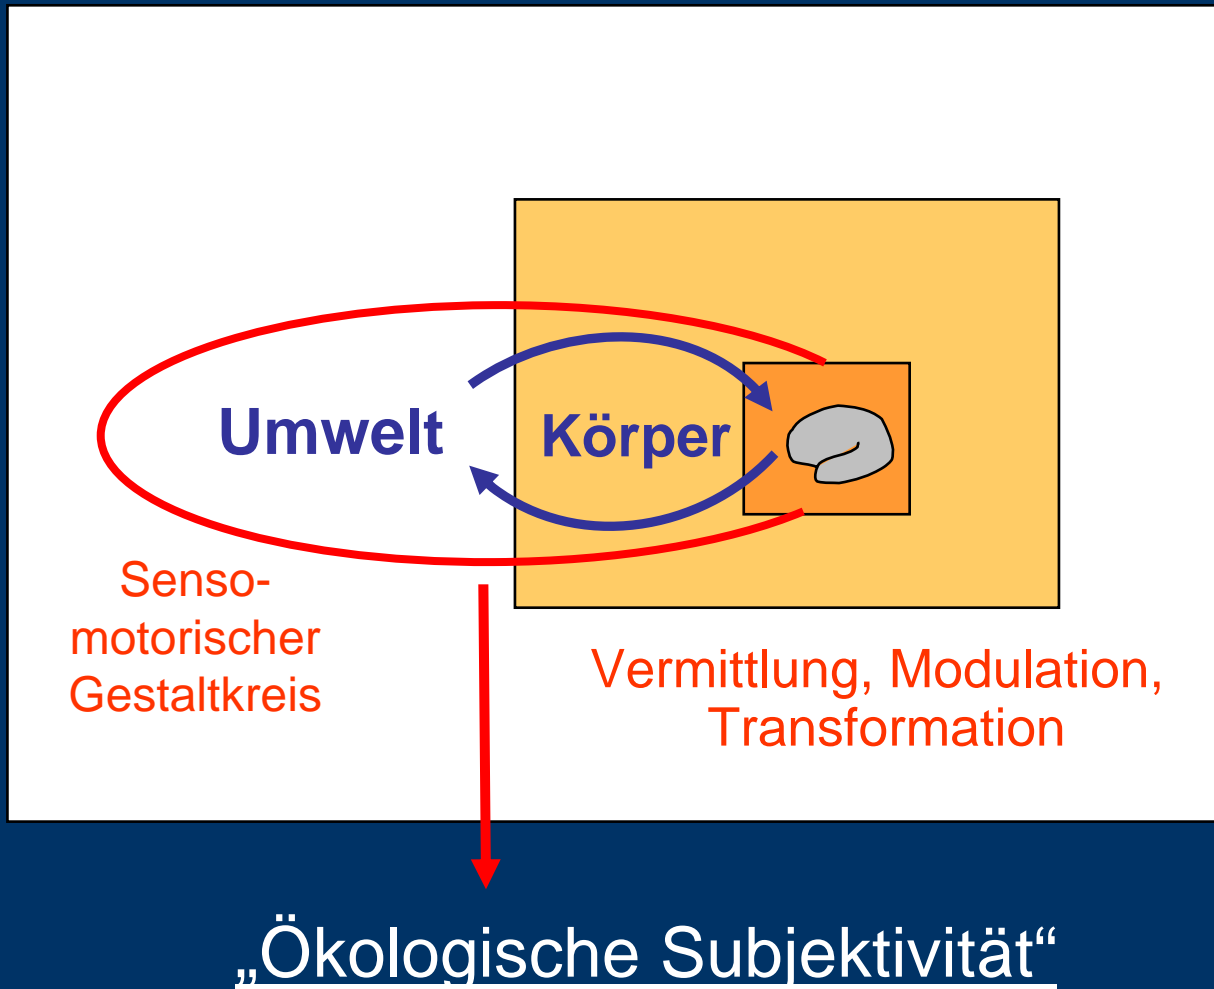 Umwelt
Körper
Senso-
motorischer
Gestaltkreis
Vermittlung, Modulation,
Transformation
„Ökologische Subjektivität“